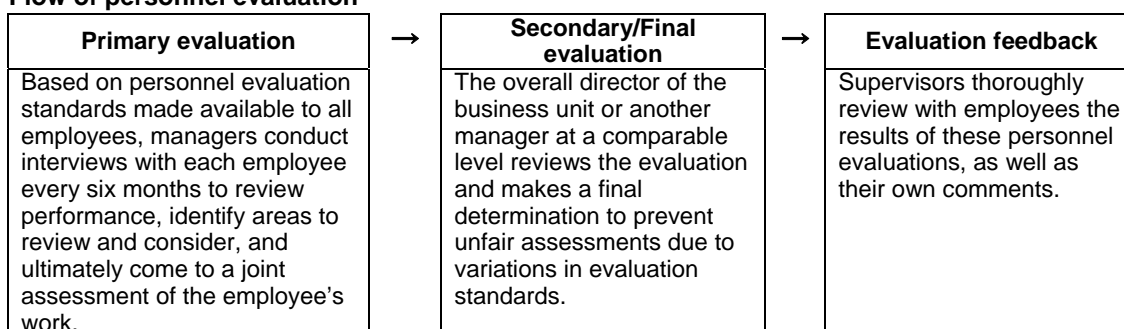 Primary evaluation
→
Secondary/Final
evaluation
→
Evaluation feedback
Based on personnel evaluation
standards made available to all
employees, managers conduct
interviews with each employee
every six months to review
performance, identify areas to
review and consider, and
ultimately come to a joint
assessment of the employee's
work.
The overall director of the
business unit or another
manager at a comparable
level reviews the evaluation
and makes a final
determination to prevent
unfair assessments due to
variations in evaluation
standards.
Supervisors thoroughly
review with employees the
results of these personnel
evaluations, as well as
their own comments.